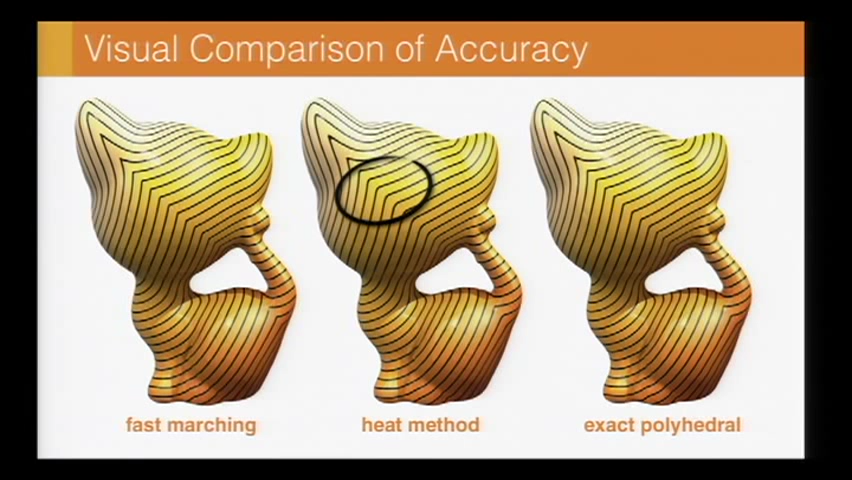 Visual Comparison of Accuracy
fast marching
heat method
exact polyhedral